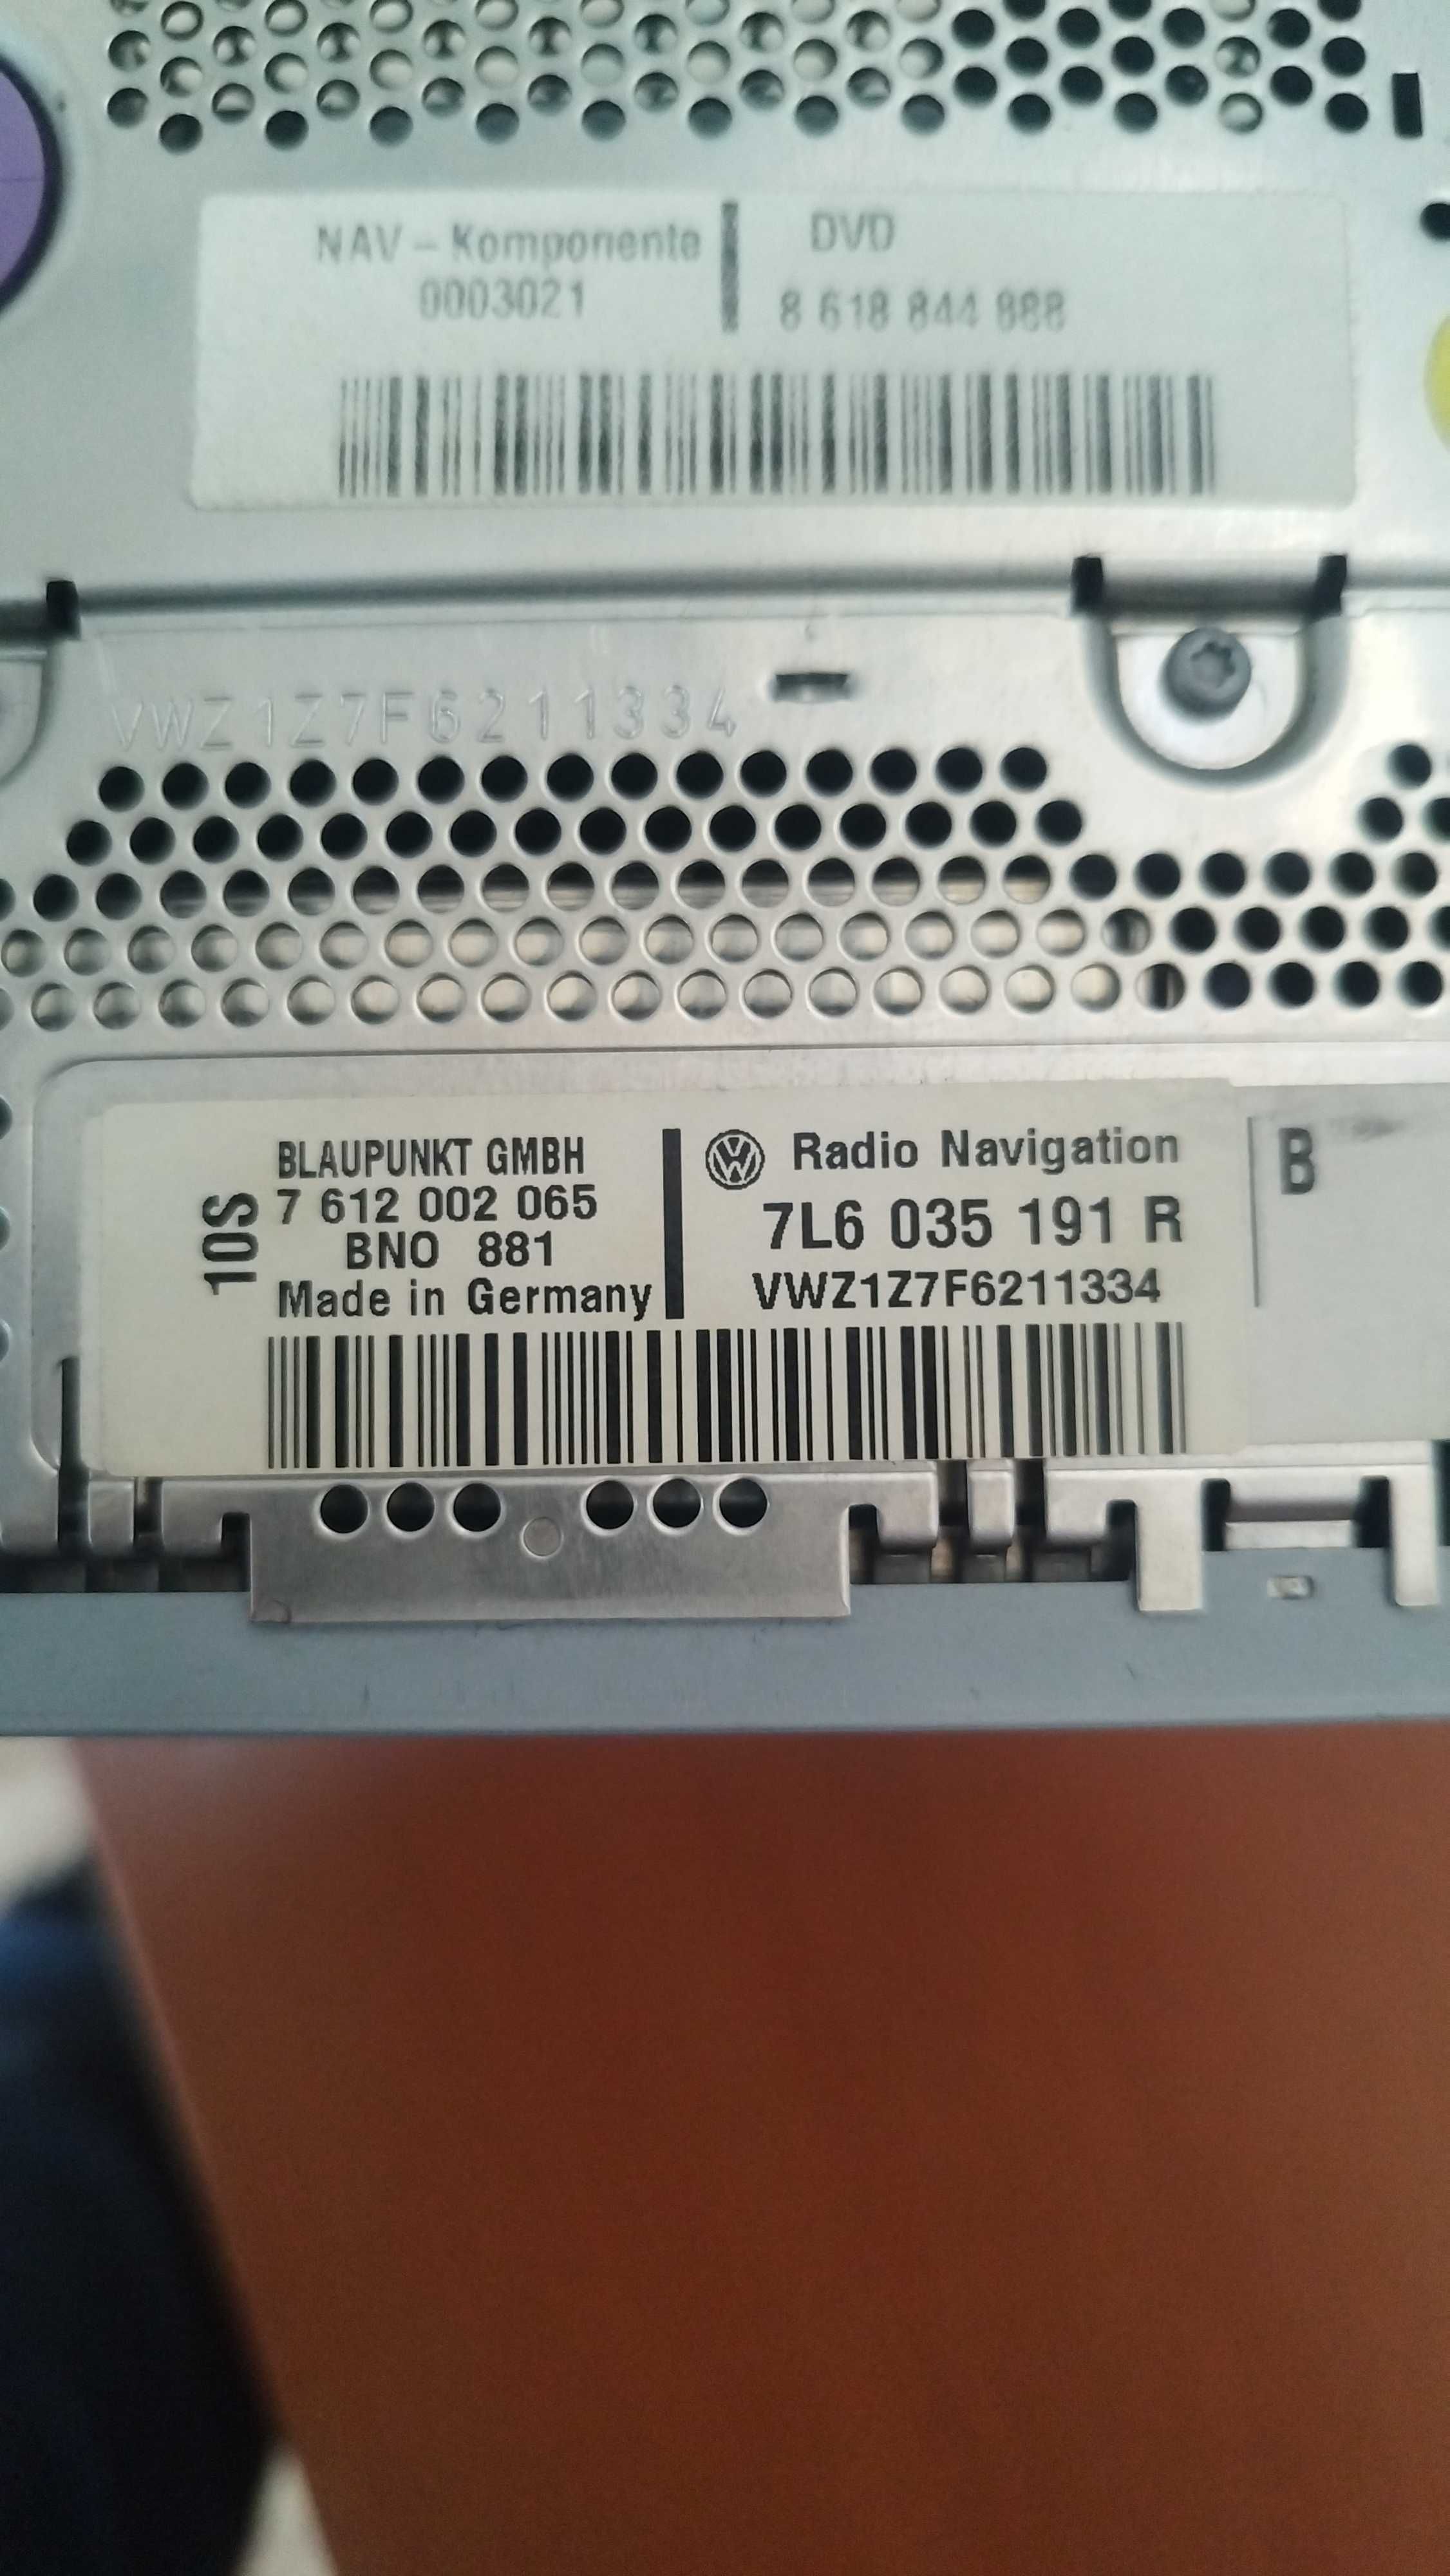 NAV - Komponente
0003021
DVD
8 618 844 888
VWZ1Z7F6211334
10S
BLAUPUNKT GMBH
7 612 002 065
BNO 881
Made in Germany
Radio Navigation
7L6 035 191 R
VWZ1Z7F6211334
B